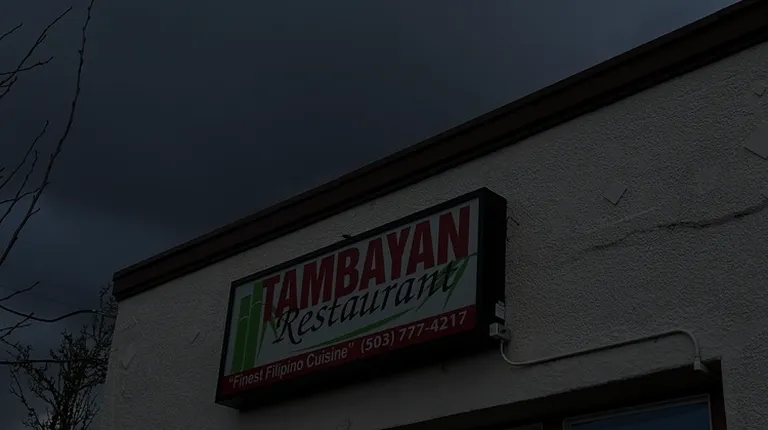 TAMBAYAN
Restaurant
"Finest Filipino Cuisine" (503) 777-4217